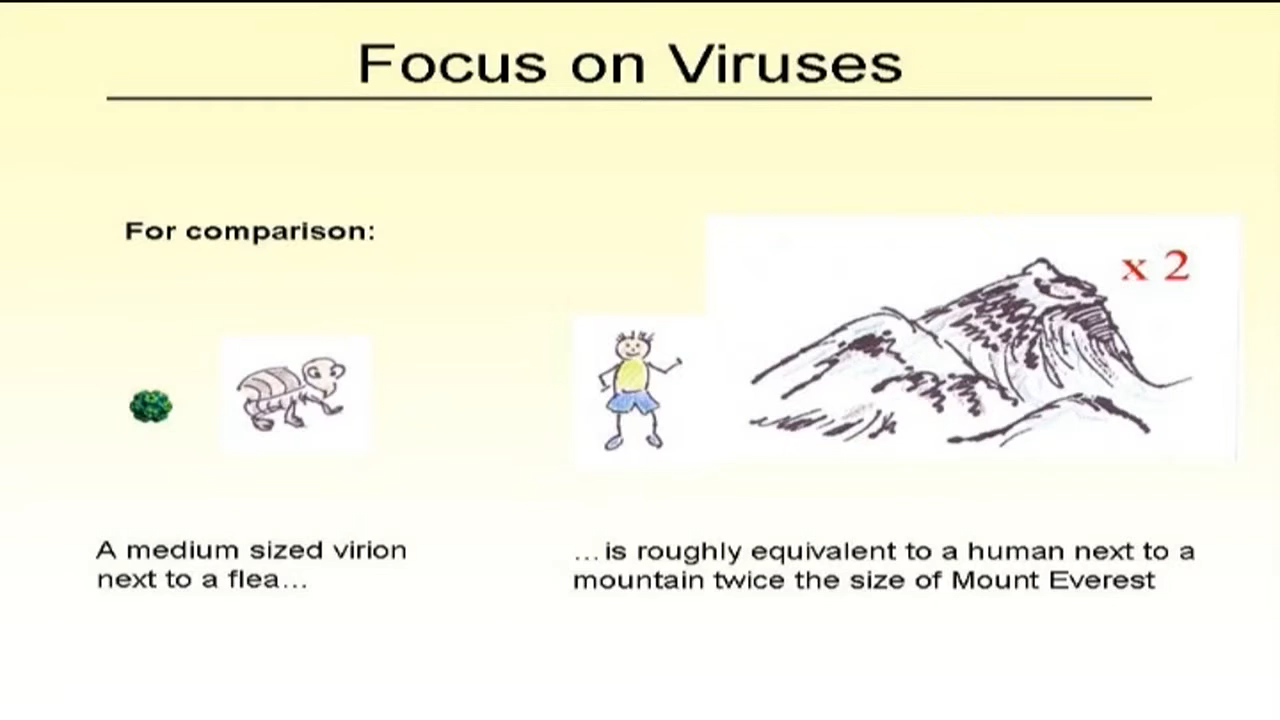 Focus on Viruses
For comparison:
x 2
A medium sized virion
next to a flea…
…is roughly equivalent to a human next to a
mountain twice the size of Mount Everest